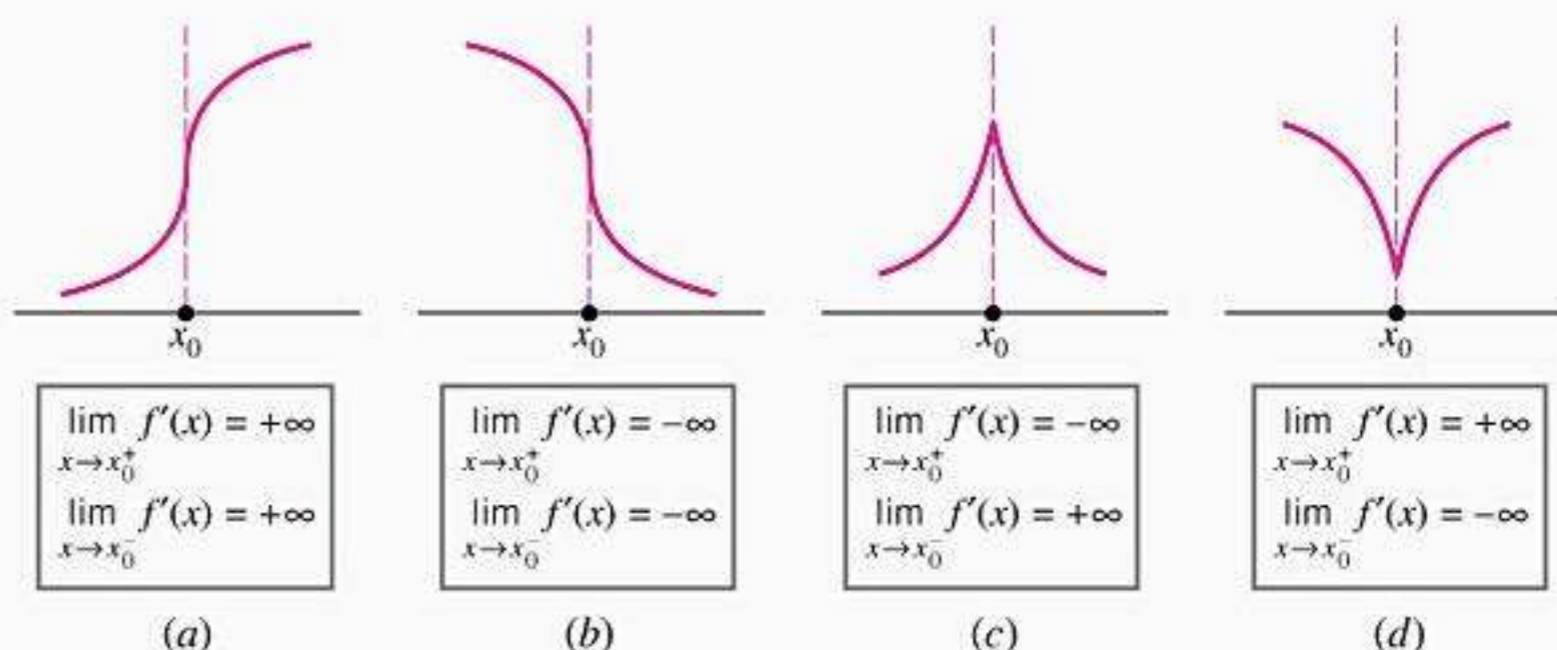 x₀ x₀ x₀ x₀
lim f′(x) = +∞ lim f′(x) = −∞ lim f′(x) = −∞ lim f′(x) = +∞
x→x₀⁺ x→x₀⁺ x→x₀⁺ x→x₀⁺
lim f′(x) = +∞ lim f′(x) = −∞ lim f′(x) = +∞ lim f′(x) = −∞
x→x₀⁻ x→x₀⁻ x→x₀⁻ x→x₀⁻
(a) (b) (c) (d)